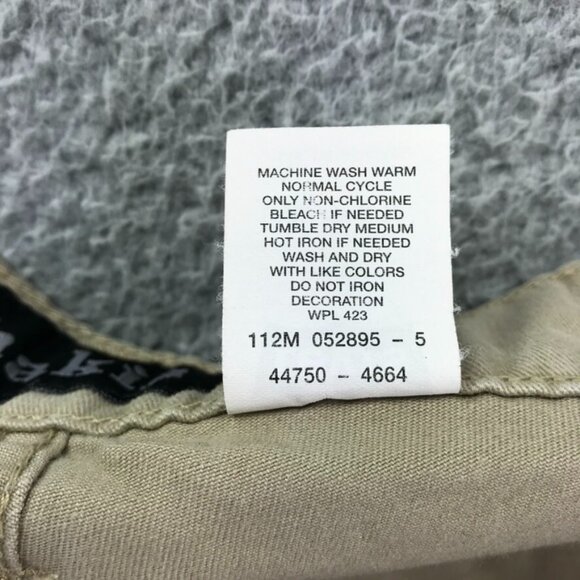 MACHINE WASH WARM
NORMAL CYCLE
ONLY NON-CHLORINE
BLEACH IF NEEDED
TUMBLE DRY MEDIUM
HOT IRON IF NEEDED
WASH AND DRY
WITH LIKE COLORS
DO NOT IRON
DECORATION
WPL 423
112M 052895 - 5
44750 - 4664